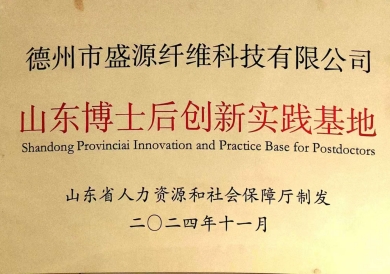 德州市盛源纤维科技有限公司
山东博士后创新实践基地
Shandong Provinciai Innovation and Practice Base for Postdoctors
山东省人力资源和社会保障厅制发
二〇二四年十一月